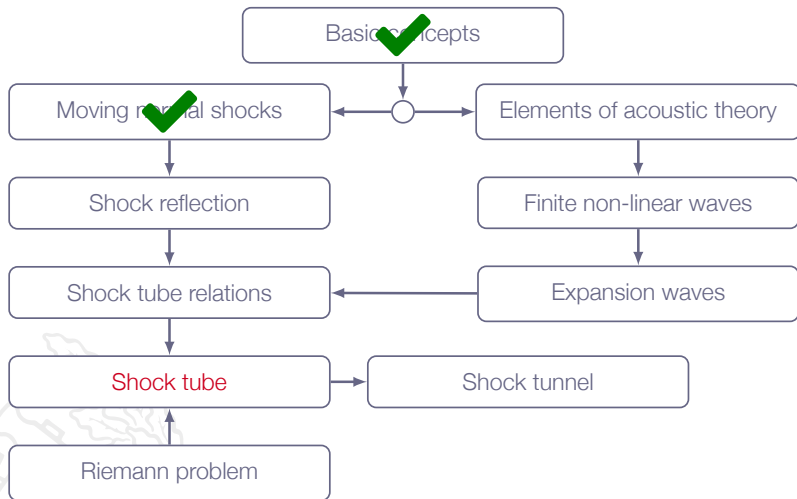 Basic concepts
Moving normal shocks
Elements of acoustic theory
Shock reflection
Finite non-linear waves
Shock tube relations
Expansion waves
Shock tube
Shock tunnel
Riemann problem